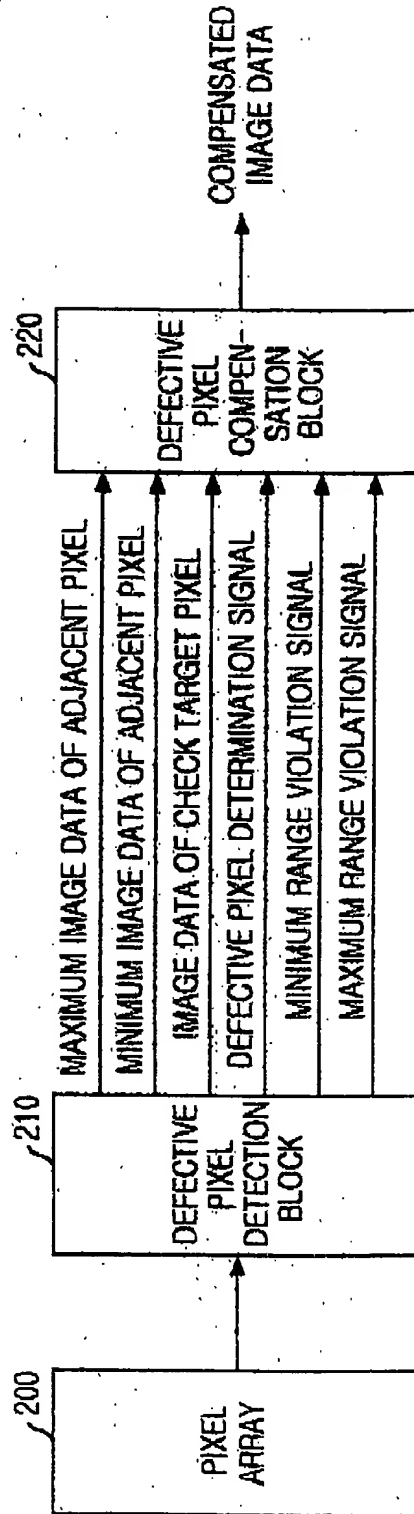 200
PIXEL
ARRAY
210
DEFECTIVE
PIXEL
DETECTION
BLOCK
MAXIMUM IMAGE DATA OF ADJACENT PIXEL
MINIMUM IMAGE DATA OF ADJACENT PIXEL
IMAGE DATA OF CHECK TARGET PIXEL
DEFECTIVE PIXEL DETERMINATION SIGNAL
MINIMUM RANGE VIOLATION SIGNAL
MAXIMUM RANGE VIOLATION SIGNAL
220
DEFECTIVE
PIXEL
COMPEN-
SATION
BLOCK
COMPENSATED
IMAGE DATA